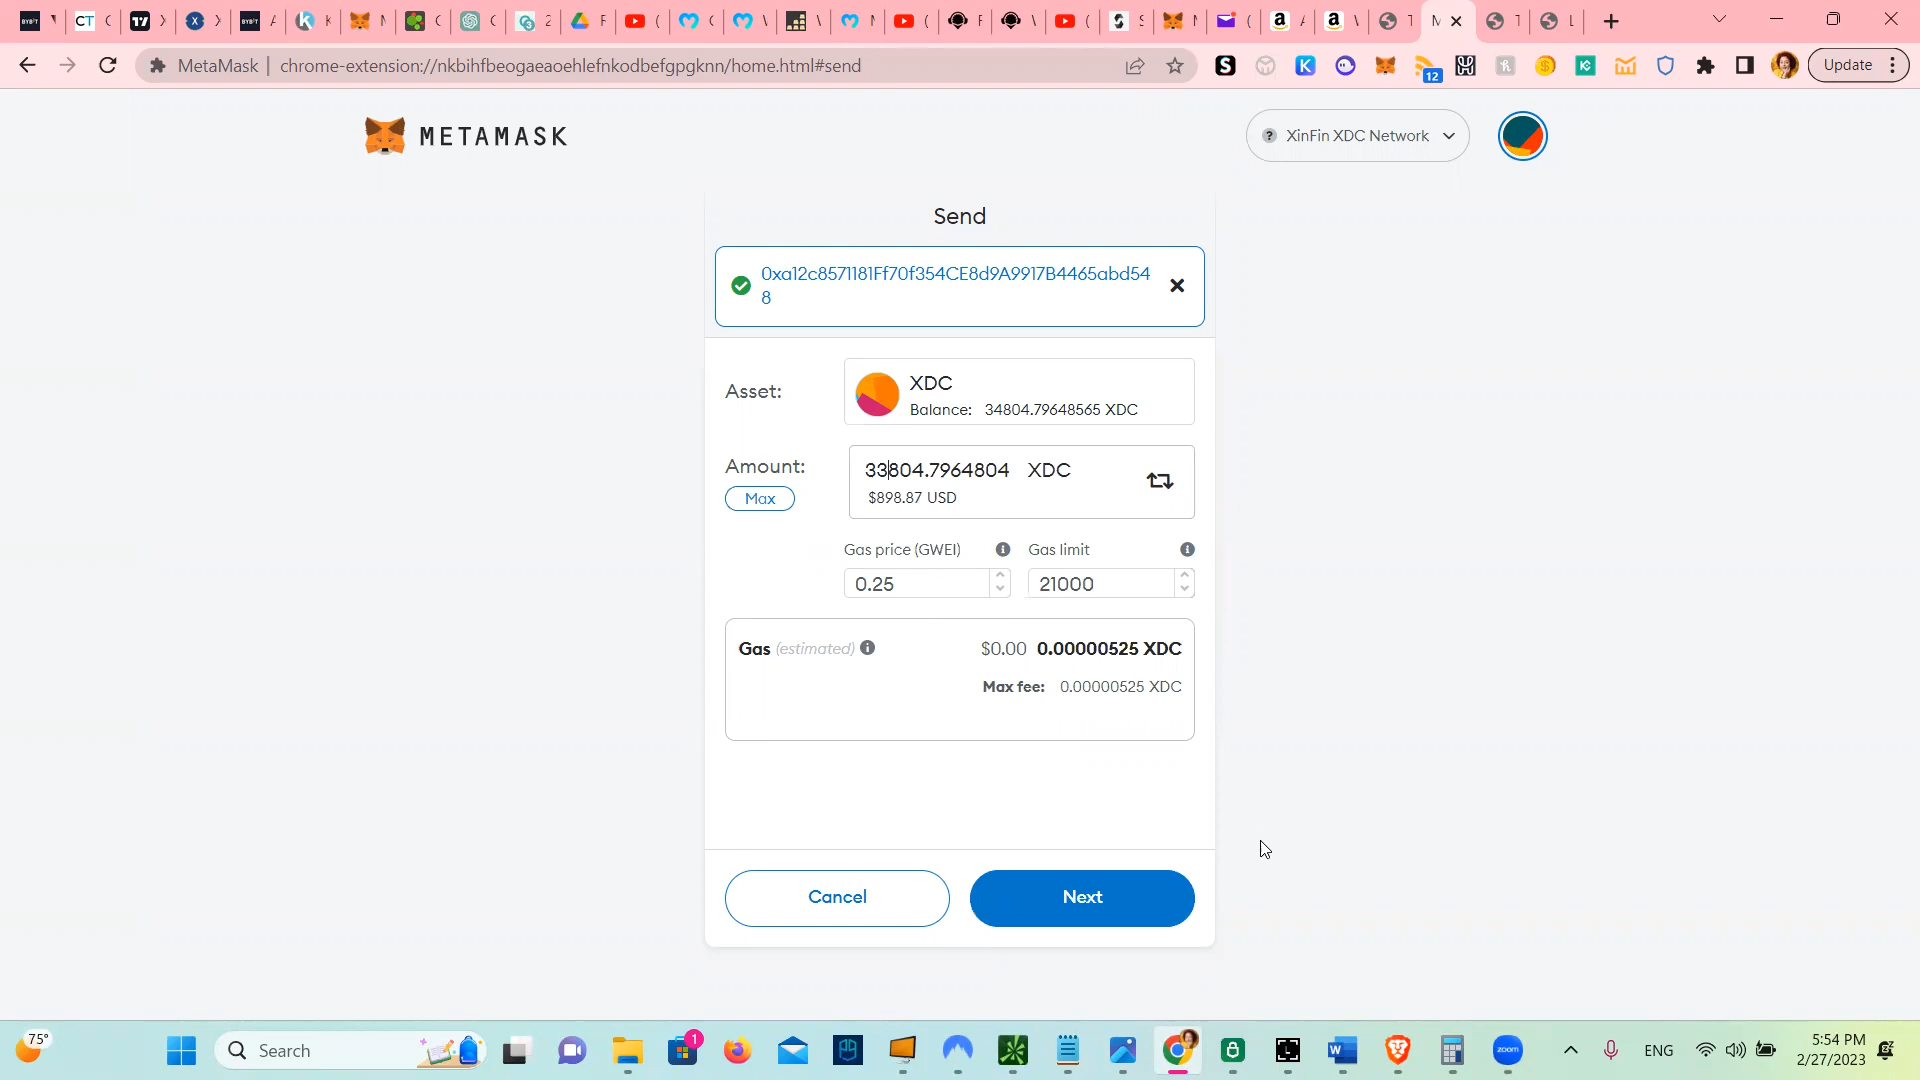 MetaMask | chrome-extension://nkbihfbeogaeaoehlefnkodbefgpgknn/home.html#send
12
Update
METAMASK
XinFin XDC Network
Send
0xa12c8571181Ff70f354CE8d9A9917B4465abd54
8
Asset:
XDC
Balance: 34804.79648565 XDC
Amount:
33804.7964804 XDC
Max
$898.87 USD
Gas price (GWEI)
Gas limit
0.25
21000
Gas (estimated)
$0.00 0.00000525 XDC
Max fee: 0.00000525 XDC
Cancel
Next
75°
Search
1
zoom
ENG
5:54 PM
2/27/2023